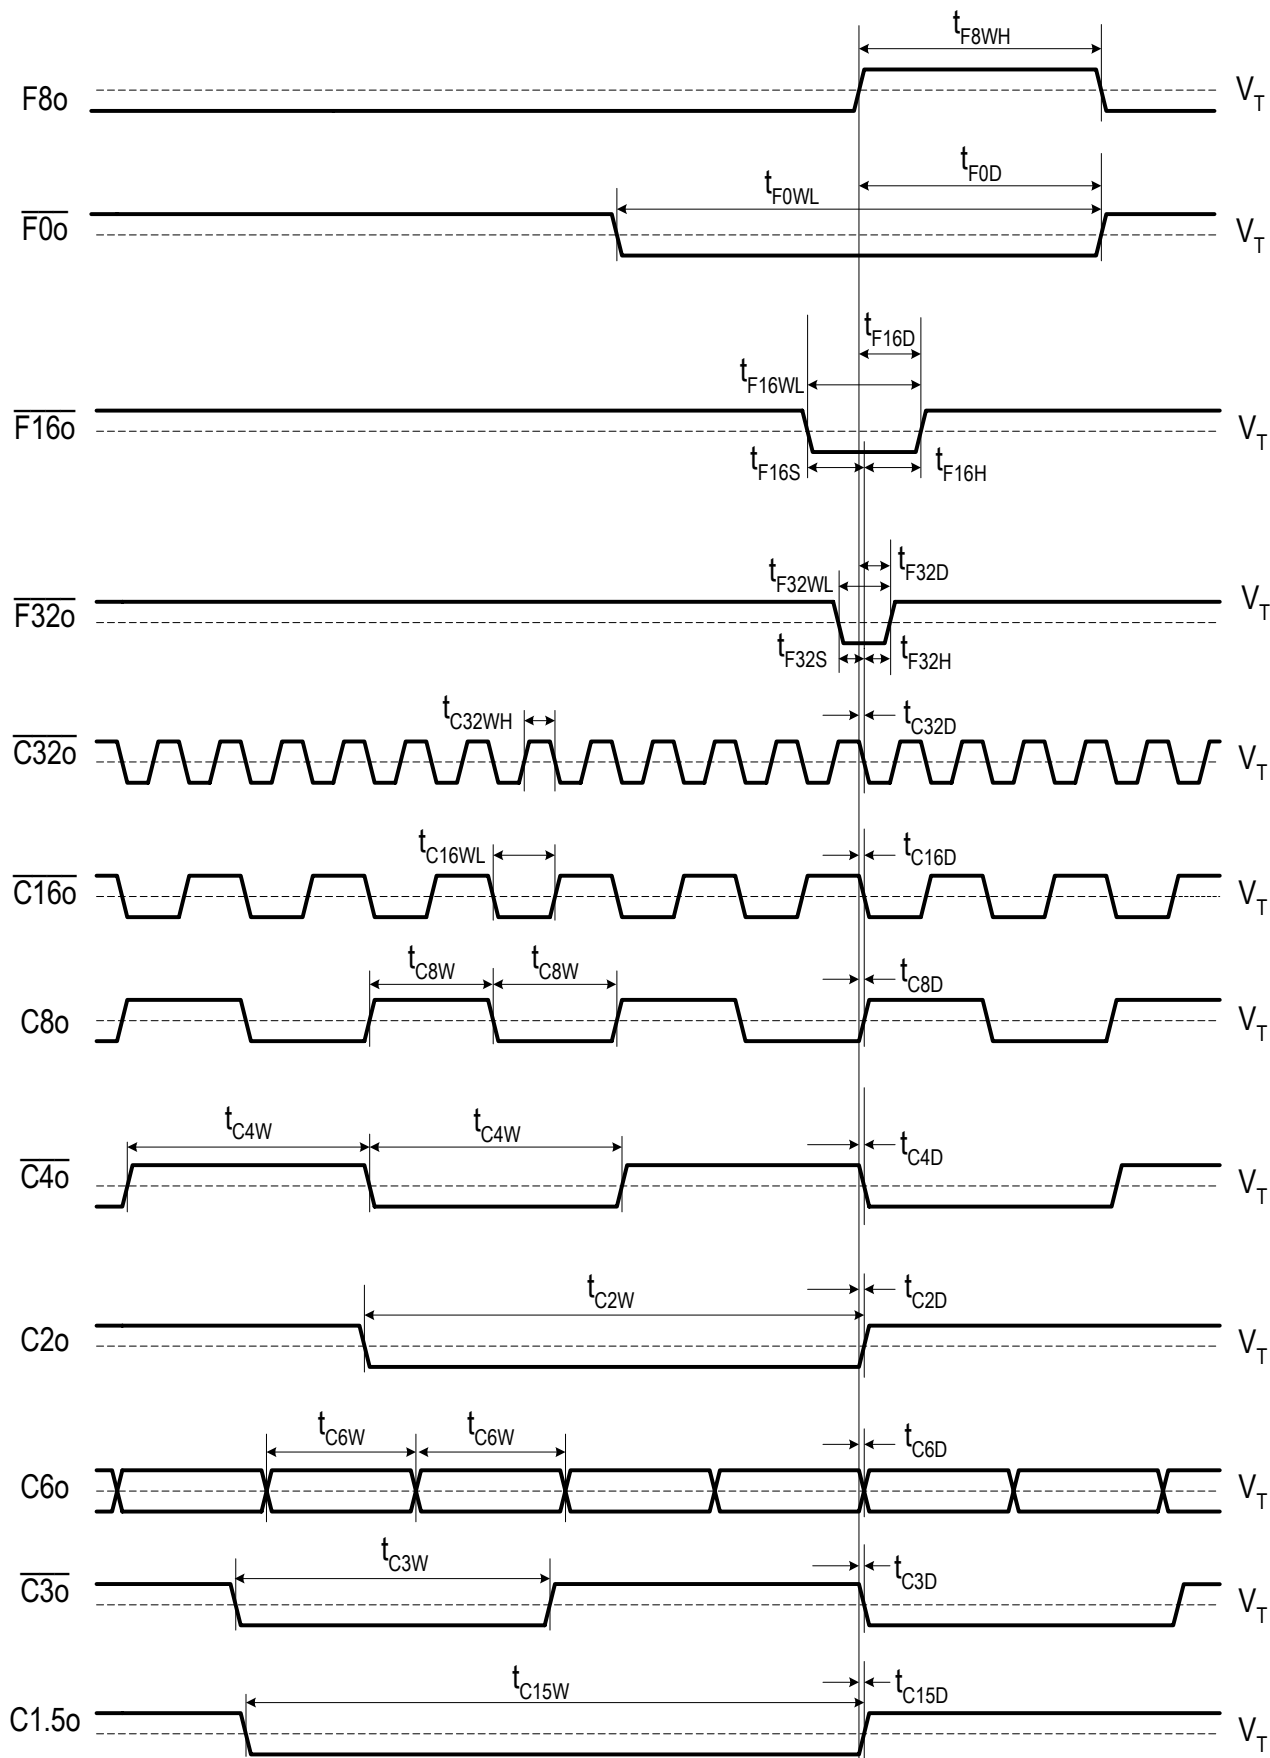 tF8WH
F8o VT
tF0D
tF0WL
F0o VT
tF16D
tF16WL
F16o VT
tF16S tF16H
tF32D
tF32WL
F32o VT
tF32S tF32H
tC32WH tC32D
C32o VT
tC16WL tC16D
C16o VT
tC8W tC8W tC8D
C8o VT
tC4W tC4W tC4D
C4o VT
tC2W tC2D
C2o VT
tC6W tC6W tC6D
C6o VT
tC3W tC3D
C3o VT
tC15W tC15D
C1.5o VT